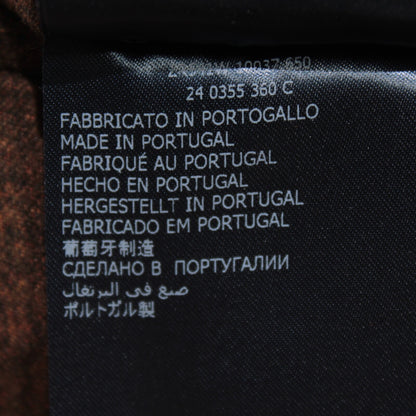 24 0355 360 C
FABBRICATO IN PORTOGALLO
MADE IN PORTUGAL
FABRIQUÉ AU PORTUGAL
HECHO EN PORTUGAL
HERGESTELLT IN PORTUGAL
FABRICADO EM PORTUGAL
葡萄牙制造
СДЕЛАНО В ПОРТУГАЛИИ
صنع في البرتغال
ポルトガル製